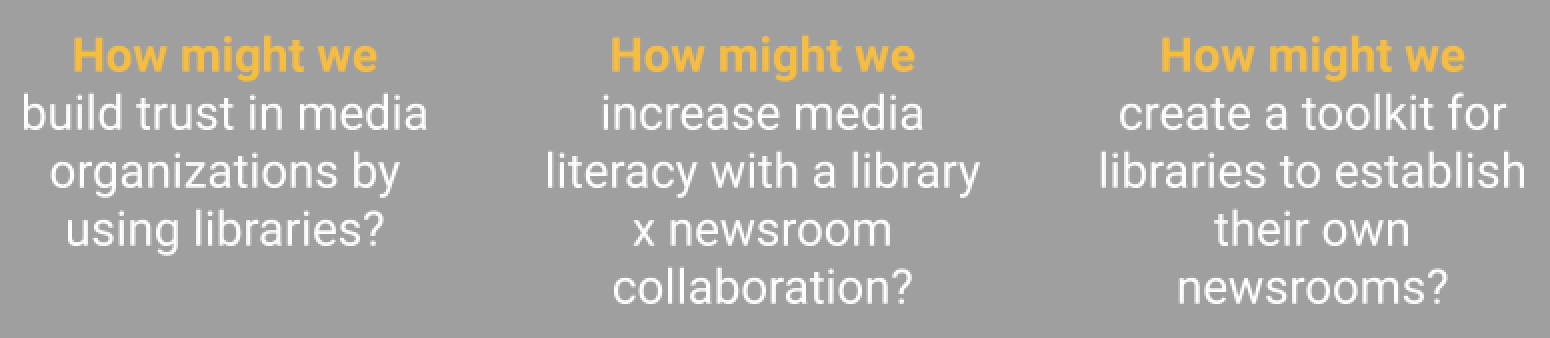 How might we
build trust in media
organizations by
using libraries?
How might we
increase media
literacy with a library
x newsroom
collaboration?
How might we
create a toolkit for
libraries to establish
their own
newsrooms?